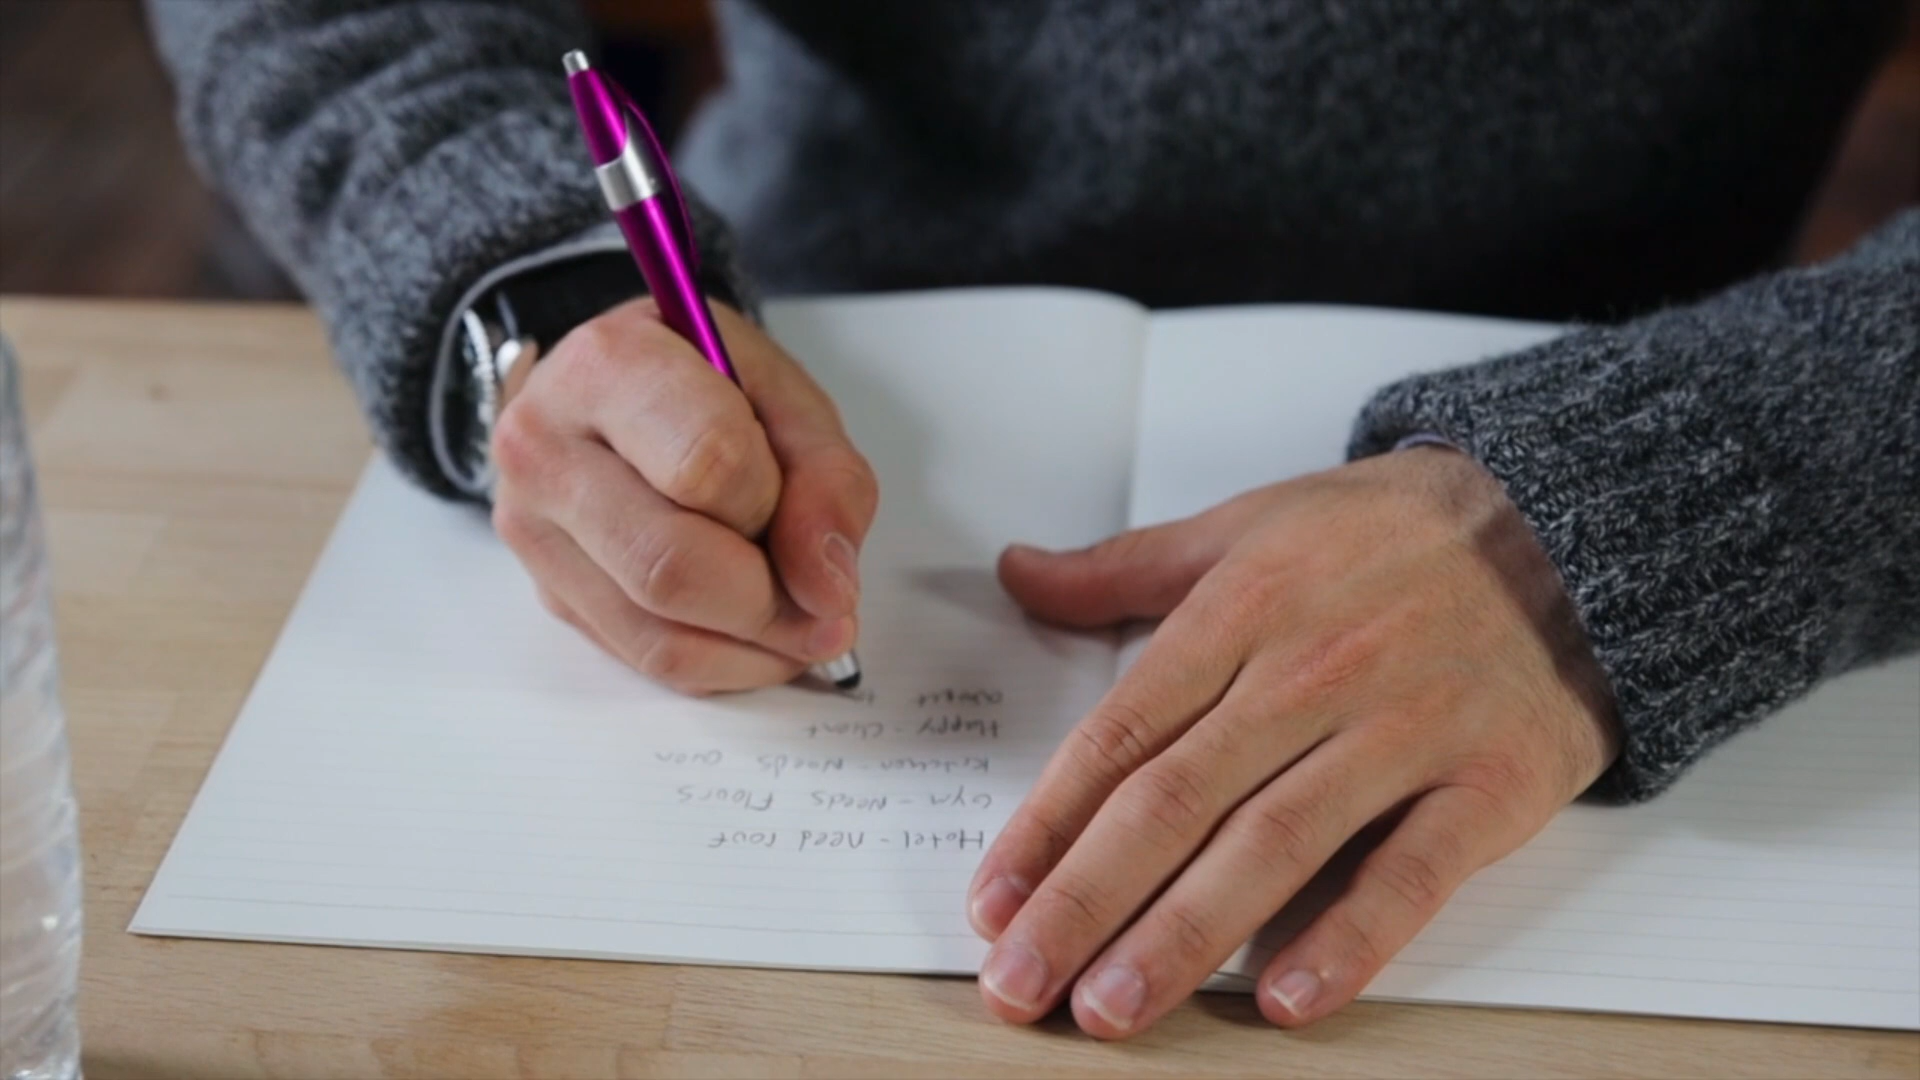 Hotel - Need roof
Gym - Needs Floors
Kitchen - Needs Oven
Happy - Client